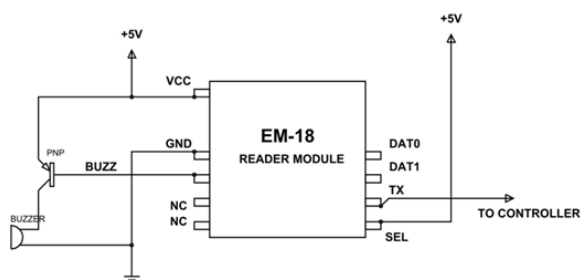 +5V
+5V
VCC
EM-18
READER MODULE
PNP
GND
BUZZ
DAT0
DAT1
NC
NC
TX
TO CONTROLLER
SEL
BUZZER